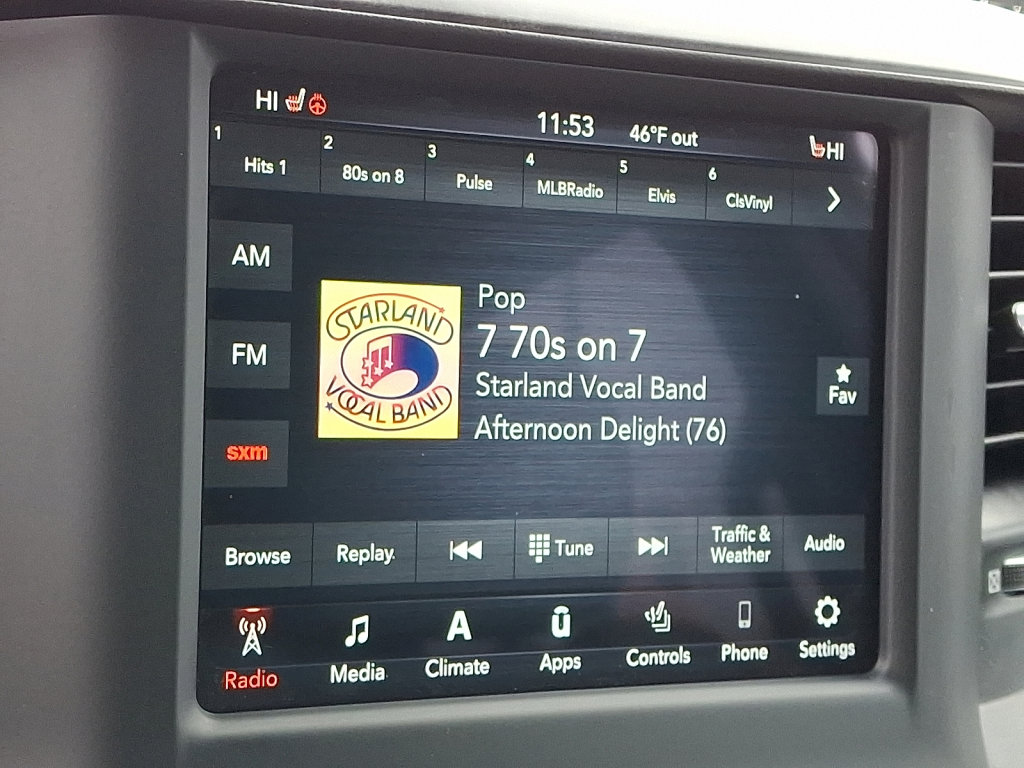 HI
11:53
46°F out
HI
1
Hits 1
2
80s on 8
3
Pulse
4
MLBRadio
5
Elvis
6
ClsVinyl
AM
FM
sxm
STARLAND
VOCAL BAND
Pop
7 70s on 7
Starland Vocal Band
Afternoon Delight (76)
Fav
Browse
Replay
Tune
Traffic &
Weather
Audio
Radio
Media
A
Climate
Apps
Controls
Phone
Settings